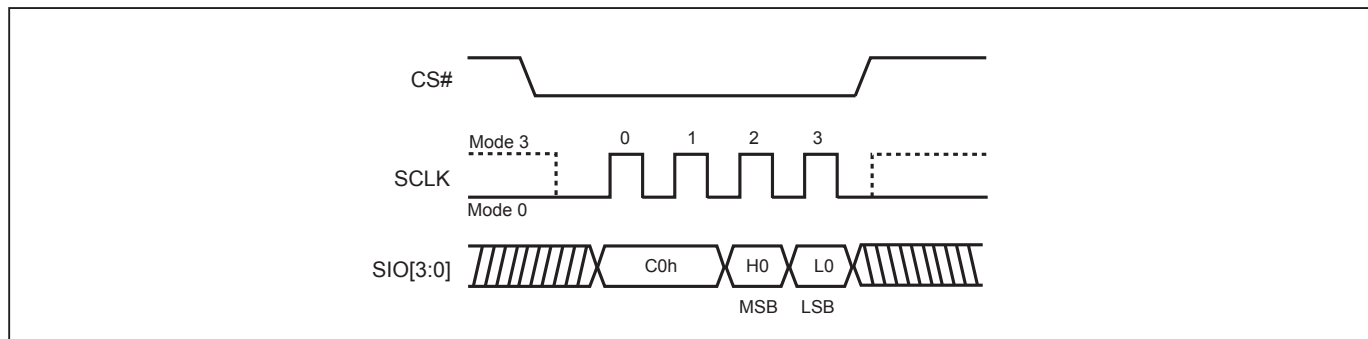 CS#
Mode 3
0 1 2 3
SCLK
Mode 0
SIO[3:0]
C0h H0 L0
MSB LSB